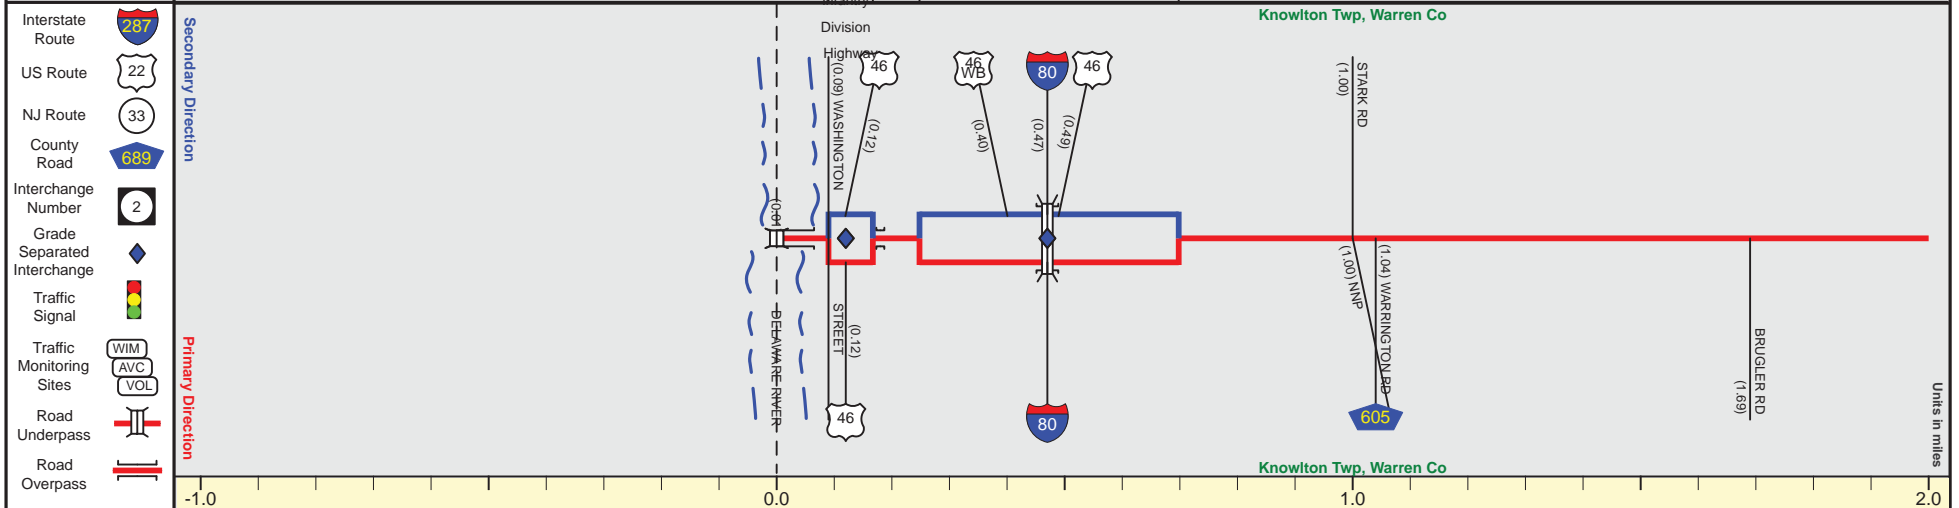 Interstate
Route
287
US Route
22
NJ Route
33
County
Road
689
Interchange
Number
2
Grade
Separated
Interchange
Traffic
Signal
Traffic
Monitoring
Sites
WIM
AVC
VOL
Road
Underpass
Road
Overpass
Secondary Direction
Primary Direction
Division
Highway
Knowlton Twp, Warren Co
46
46
WB
80
46
(0.09) WASHINGTON
(0.12)
(0.40)
(0.47)
(0.49)
(1.00)
STARK RD
(0.01
DELAWARE RIVER
STREET
(0.12)
(1.00) NNP
(1.04) WARRINGTON RD
BRUGLER RD
(1.69)
46
80
605
Units in miles
Knowlton Twp, Warren Co
-1.0
0.0
1.0
2.0